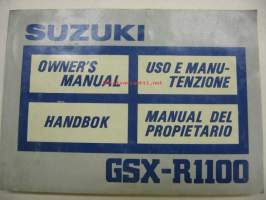 SUZUKI
OWNER'S
MANUAL
USO E MANU-
TENZIONE
HANDBOK
MANUAL DEL
PROPIETARIO
GSX-R1100